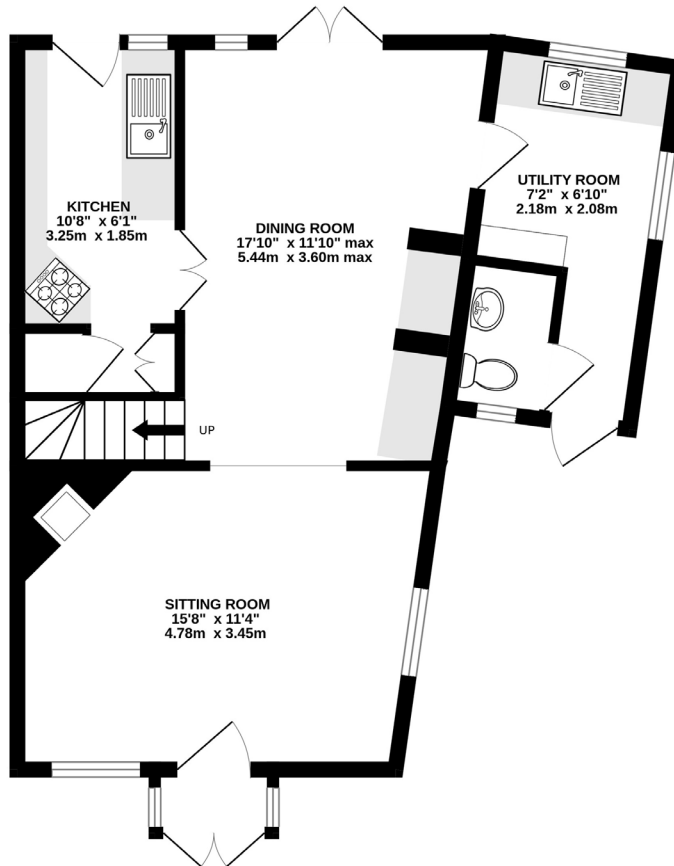 KITCHEN
10'8" x 6'1"
3.25m x 1.85m
DINING ROOM
17'10" x 11'10" max
5.44m x 3.60m max
UTILITY ROOM
7'2" x 6'10"
2.18m x 2.08m
UP
SITTING ROOM
15'8" x 11'4"
4.78m x 3.45m